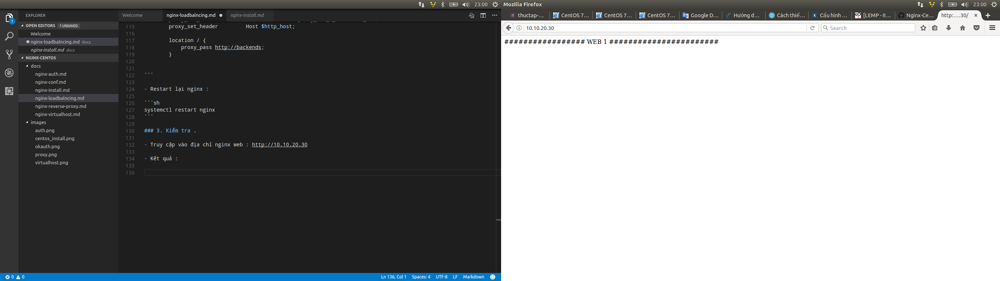 23:00
EXPLORER
OPEN EDITORS 1 UNSAVED
Welcome
nginx-loadbalncing.md docs
nginx-install.md docs
NGINX-CENTOS
docs
nginx-auth.md
nginx-conf.md
nginx-install.md
nginx-loadbalncing.md
nginx-reverse-proxy.md
nginx-virtualhost.md
images
auth.png
centos_install.png
okauth.png
proxy.png
virtualhost.png
1
Welcome nginx-loadbalncing.md nginx-install.md
115 proxy_set_header Host $http_host;
116
117 location / {
118 proxy_pass http://backends;
119 }
120
121
122 ```
123
124 - Restart lại nginx :
125
126 ```sh
127 systemctl restart nginx
128 ```
129
130 ### 3. Kiểm tra .
131
132 - Truy cập vào địa chỉ nginx web : http://10.10.20.30
133
134 - Kết quả :
135
136
0 0 Ln 136, Col 1 Spaces: 4 UTF-8 LF Markdown
Mozilla Firefox 23:00
thuctap-... CentOS 7... CentOS 7... CentOS 7... Google D... Hướng d... Cách thiế... Cấu hình ... [LEMP - II... Nginx-Ce... http:....30/
10.10.20.30 Search
################# WEB 1 #######################